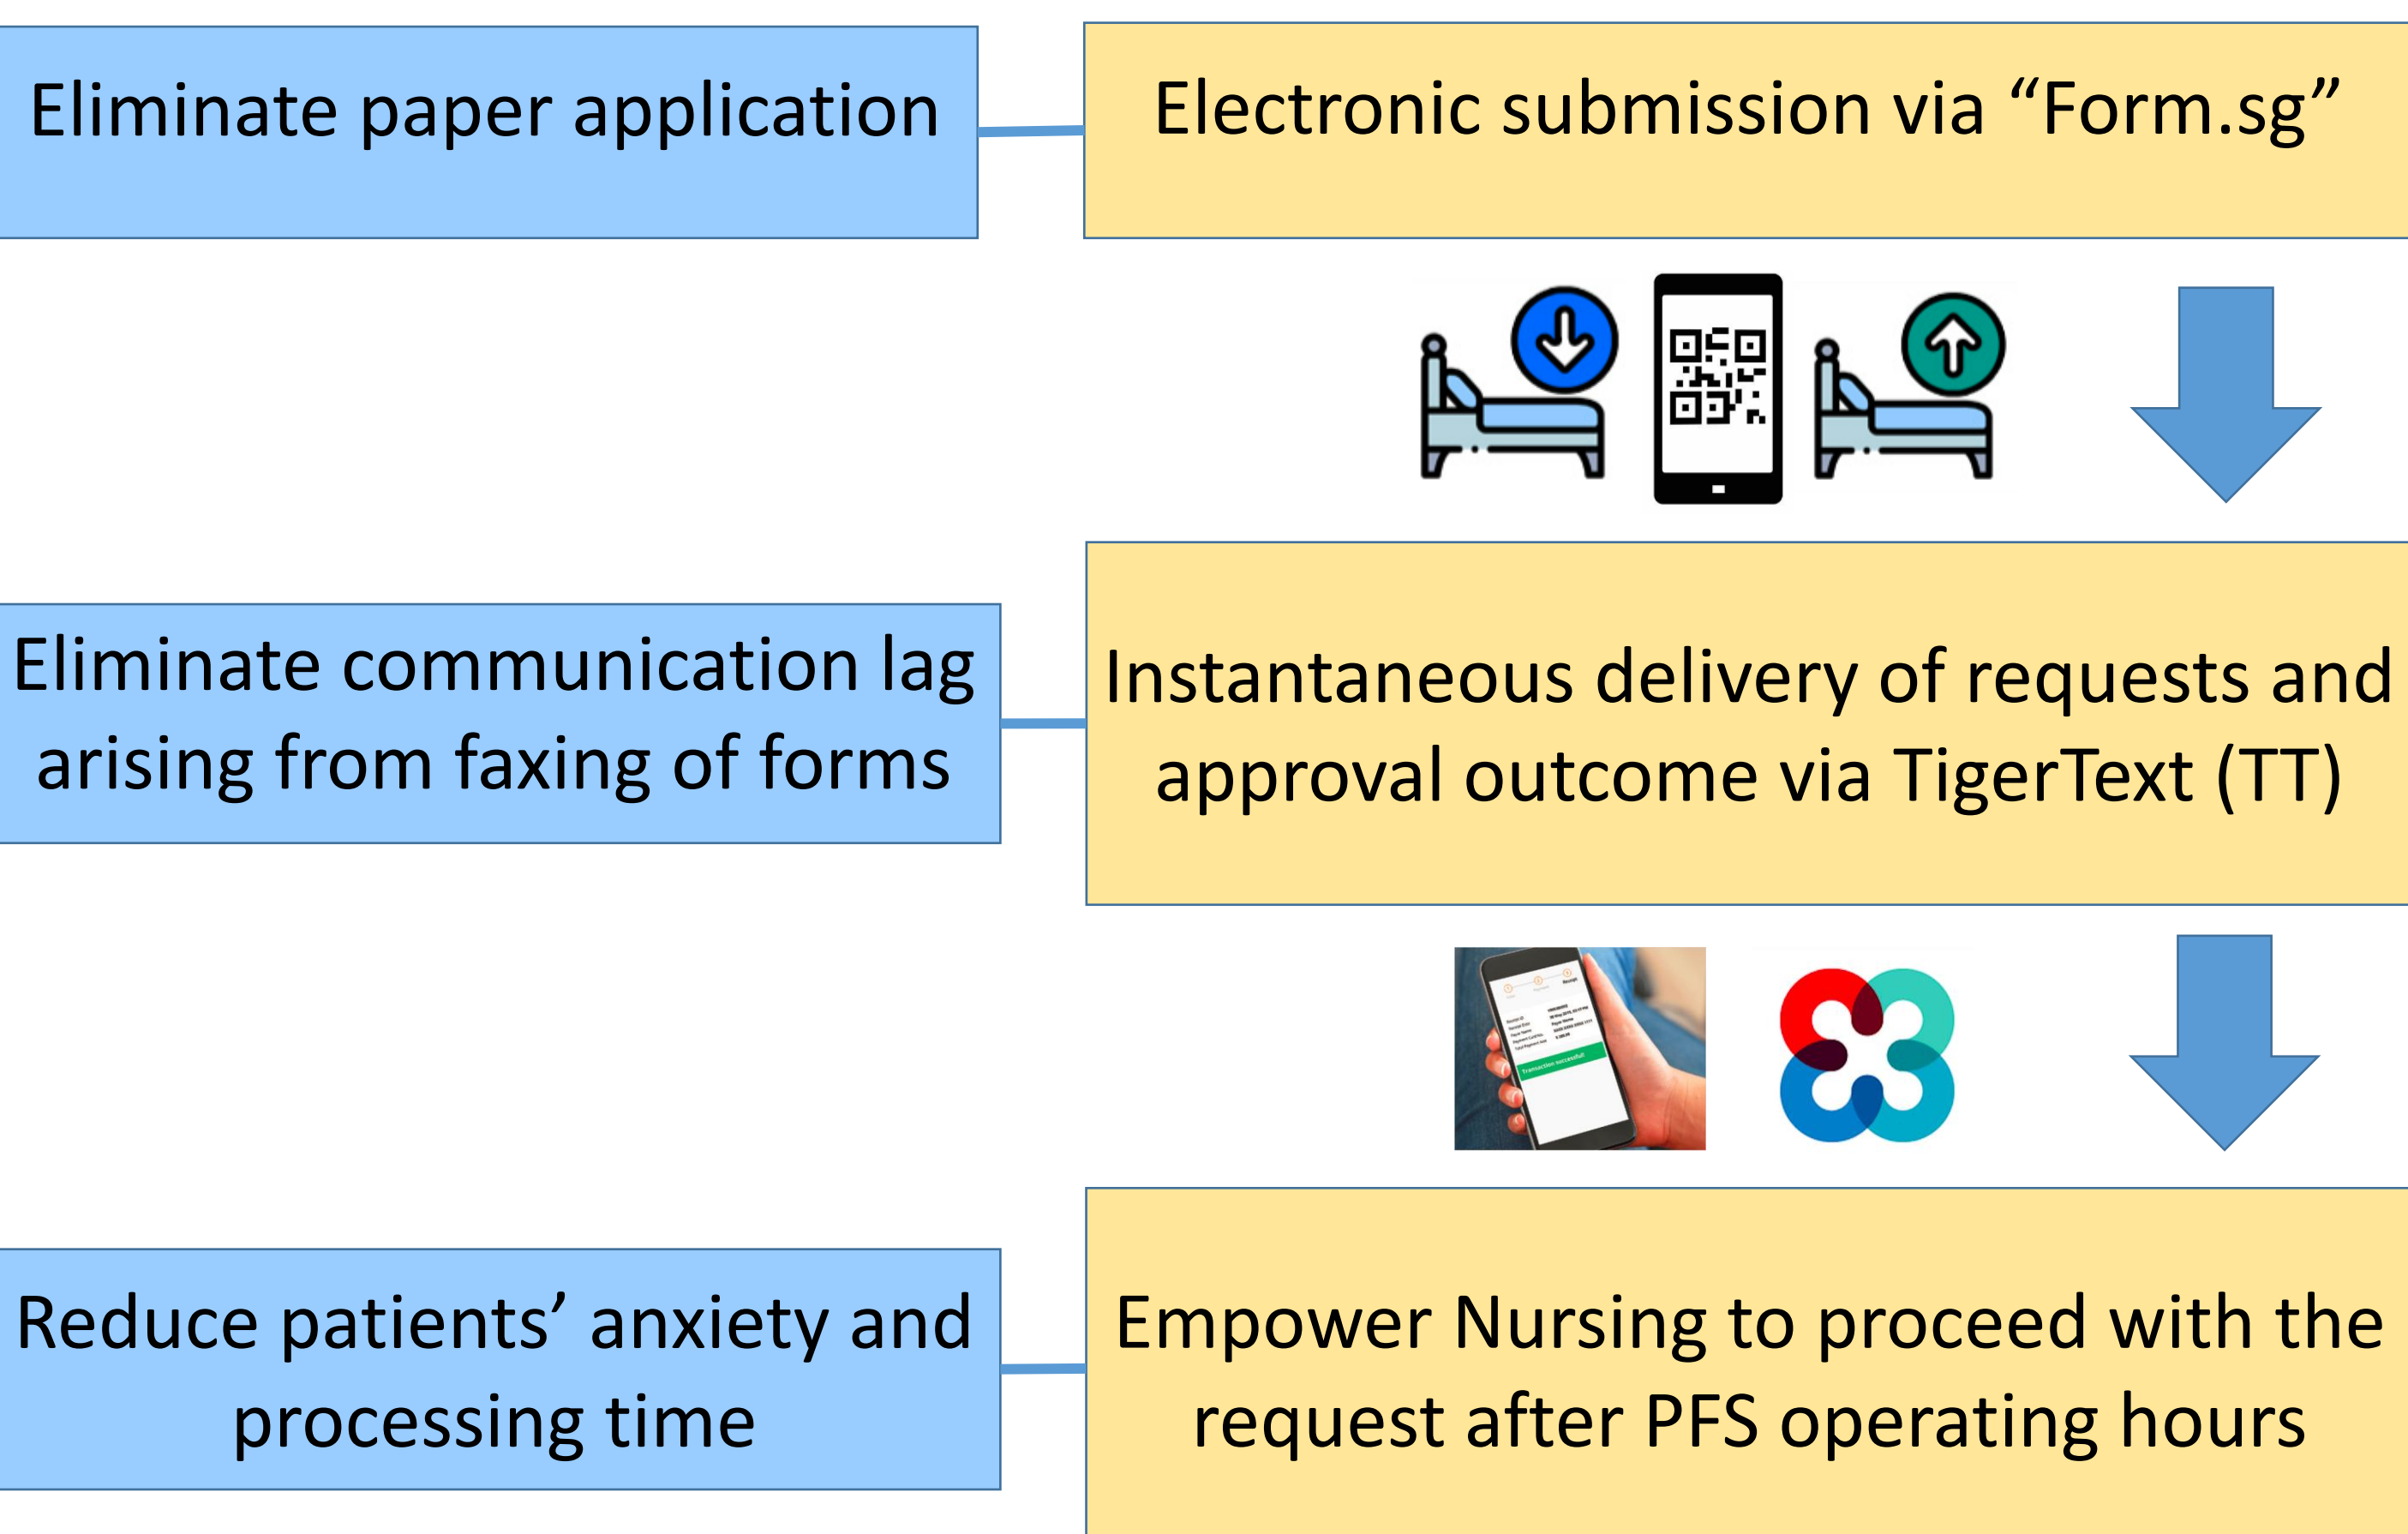 Eliminate paper application
Electronic submission via “Form.sg”
Eliminate communication lag
arising from faxing of forms
Instantaneous delivery of requests and
approval outcome via TigerText (TT)
Transaction successful!
Reduce patients’ anxiety and
processing time
Empower Nursing to proceed with the
request after PFS operating hours